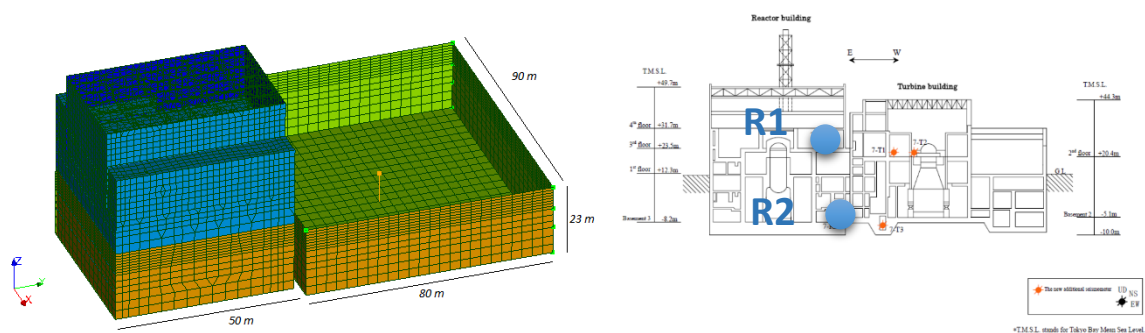 90 m
23 m
80 m
50 m
Z
Y
X
Reactor building
E W
T.M.S.L.
+49.7m
4th floor +31.7m
3rd floor +23.5m
1st floor +12.3m
Basement 3 -8.2m
R1
R2
Turbine building
7-T1
7-T2
7-T3
T.M.S.L.
+44.3m
2nd floor +20.4m
G.L.
Basement 2 -5.1m
-10.0m
The new additional seismometer
UD
NS
EW
*T.M.S.L. stands for Tokyo Bay Mean Sea Level